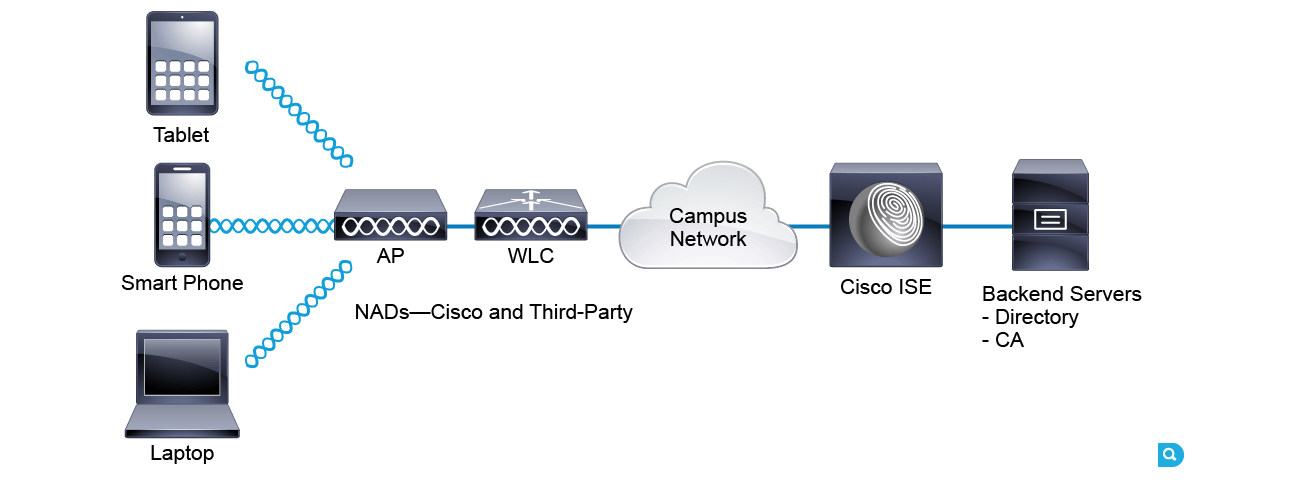 Tablet
Smart Phone
Laptop
AP
WLC
NADs—Cisco and Third-Party
Campus
Network
Cisco ISE
Backend Servers
- Directory
- CA